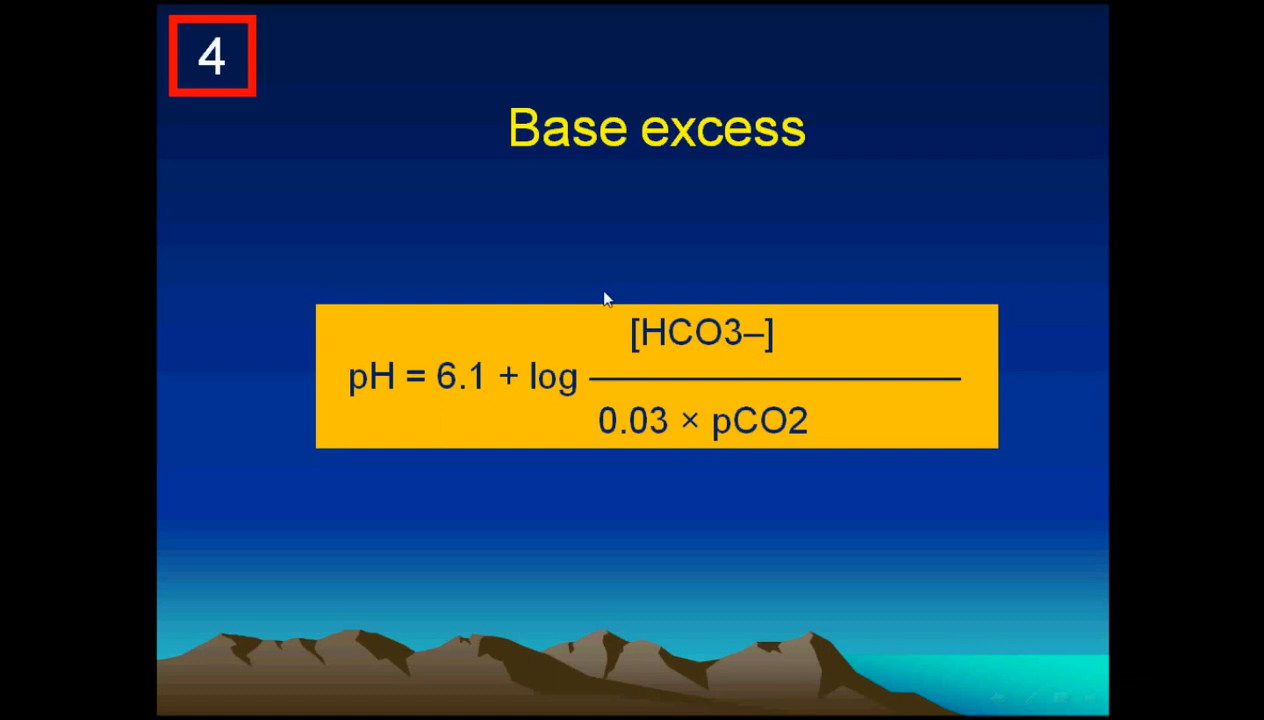 4
Base excess
[HCO3–]
pH = 6.1 + log
0.03 × pCO2